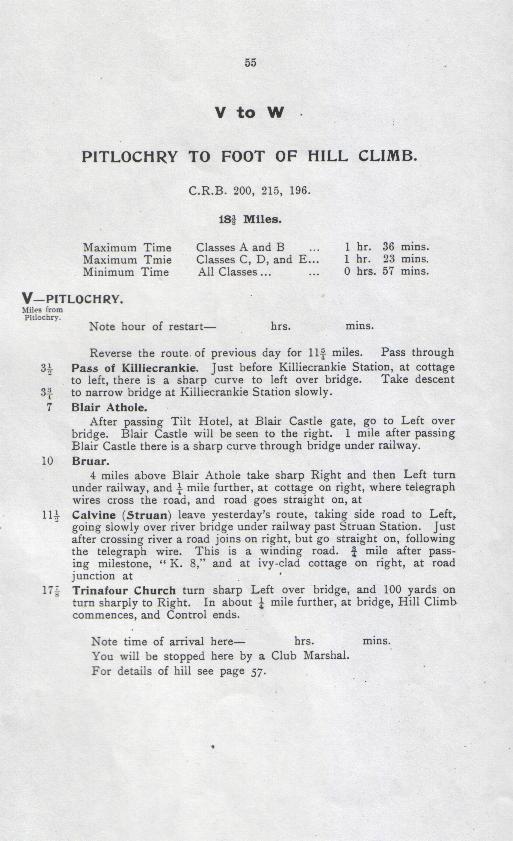 55
V to W
PITLOCHRY TO FOOT OF HILL CLIMB.
C.R.B. 200, 215, 196.
Miles.
Maximum Time Classes A and B ... 1 hr. 36 mins.
Maximum Tmie Classes C, D, and E... 1 hr. 23 mins.
Minimum Time All Classes ... ... 0 hrs. 57 mins.
V—PITLOCHRY.
Miles from
Pitlochry.
Note hour of restart— hrs. mins.
Reverse the route of previous day for 11¾ miles. Pass through
3½ Pass of Killiecrankie. Just before Killiecrankie Station, at cottage
to left, there is a sharp curve to left over bridge. Take descent
3¾ to narrow bridge at Killiecrankie Station slowly.
7 Blair Athole.
After passing Tilt Hotel, at Blair Castle gate, go to Left over
bridge. Blair Castle will be seen to the right. 1 mile after passing
Blair Castle there is a sharp curve through bridge under railway.
10 Bruar.
4 miles above Blair Athole take sharp Right and then Left turn
under railway, and ¼ mile further, at cottage on right, where telegraph
wires cross the road, and road goes straight on, at
11½ Calvine (Struan) leave yesterday's route, taking side road to Left,
going slowly over river bridge under railway past Struan Station. Just
after crossing river a road joins on right, but go straight on, following
the telegraph wire. This is a winding road. ¾ mile after pass-
ing milestone, "K. 8," and at ivy-clad cottage on right, at road
junction at
17⅞ Trinafour Church turn sharp Left over bridge, and 100 yards on
turn sharply to Right. In about ¼ mile further, at bridge, Hill Climb
commences, and Control ends.
Note time of arrival here— hrs. mins.
You will be stopped here by a Club Marshal.
For details of hill see page 57.